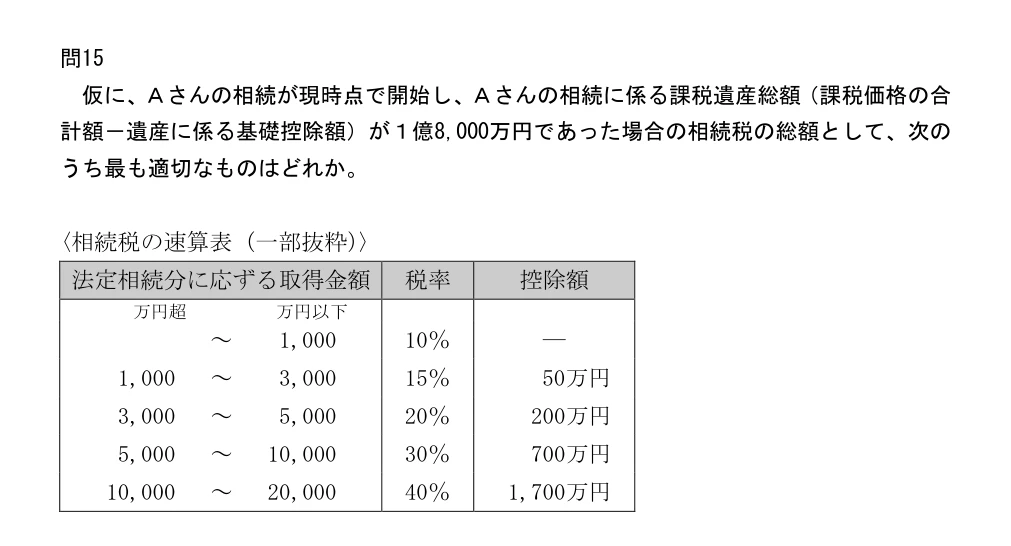 問15
仮に、Aさんの相続が現時点で開始し、Aさんの相続に係る課税遺産総額（課税価格の合
計額－遺産に係る基礎控除額）が1億8,000万円であった場合の相続税の総額として、次の
うち最も適切なものはどれか。
〈相続税の速算表（一部抜粋）〉
法定相続分に応ずる取得金額 税率 控除額
万円超 万円以下
～ 1,000 10% ―
1,000 ～ 3,000 15% 50万円
3,000 ～ 5,000 20% 200万円
5,000 ～ 10,000 30% 700万円
10,000 ～ 20,000 40% 1,700万円